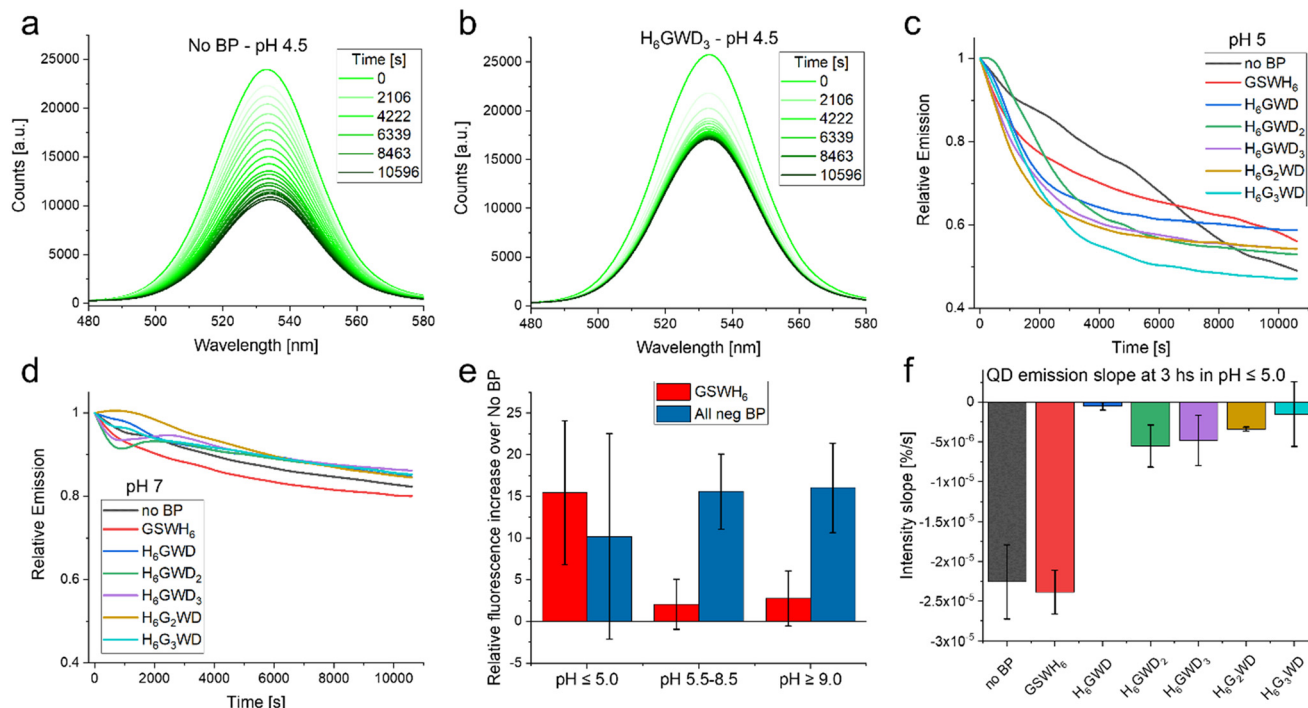 a
No BP - pH 4.5
Time [s]
0
2106
4222
6339
8463
10596
25000
20000
15000
10000
5000
0
Counts [a.u.]
480 500 520 540 560 580
Wavelength [nm]
b
H₆GWD₃ - pH 4.5
Time [s]
0
2106
4222
6339
8463
10596
25000
20000
15000
10000
5000
0
Counts [a.u.]
480 500 520 540 560 580
Wavelength [nm]
c
pH 5
no BP
GSWH₆
H₆GWD
H₆GWD₂
H₆GWD₃
H₆G₂WD
H₆G₃WD
1
0.8
0.6
0.4
Relative Emission
0 2000 4000 6000 8000 10000
Time [s]
d
pH 7
no BP
GSWH₆
H₆GWD
H₆GWD₂
H₆GWD₃
H₆G₂WD
H₆G₃WD
1
0.8
0.6
0.4
Relative Emission
0 2000 4000 6000 8000 10000
Time [s]
e
GSWH₆
All neg BP
25
20
15
10
5
0
-5
Relative fluorescence increase over No BP
pH ≤ 5.0 pH 5.5-8.5 pH ≥ 9.0
f
QD emission slope at 3 hs in pH ≤ 5.0
0
-5x10⁻⁶
-1x10⁻⁵
-1.5x10⁻⁵
-2x10⁻⁵
-2.5x10⁻⁵
-3x10⁻⁵
Intensity slope [%/s]
no BP GSWH₆ H₆GWD H₆GWD₂ H₆GWD₃ H₆G₂WD H₆G₃WD